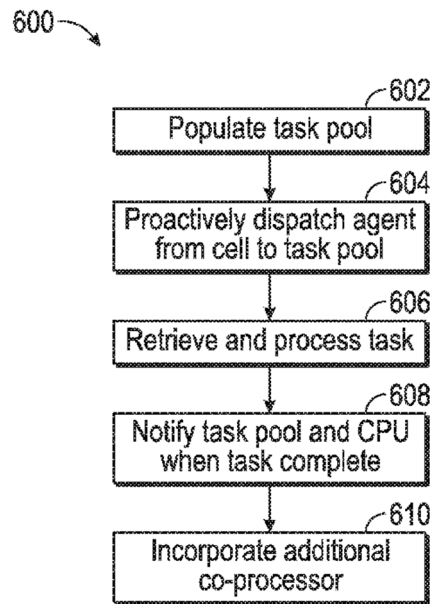 600
602
Populate task pool
604
Proactively dispatch agent
from cell to task pool
606
Retrieve and process task
608
Notify task pool and CPU
when task complete
610
Incorporate additional
co-processor